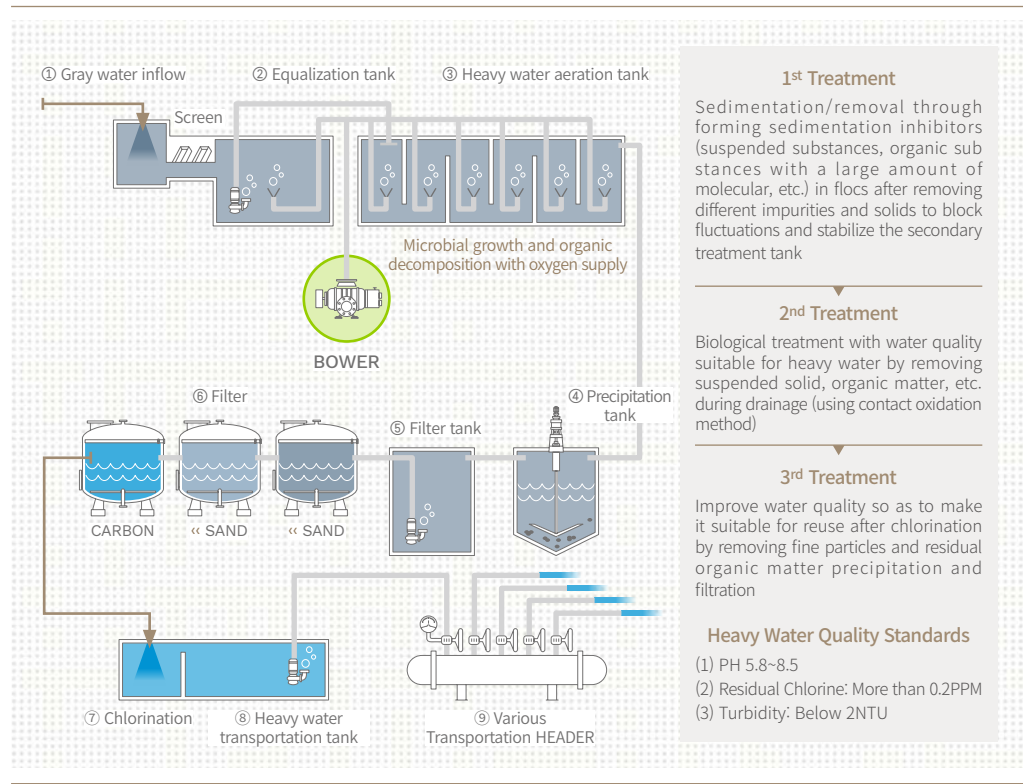 ① Gray water inflow
② Equalization tank
③ Heavy water aeration tank
Screen
Microbial growth and organic
decomposition with oxygen supply
BOWER
④ Precipitation
tank
⑤ Filter tank
⑥ Filter
CARBON
‹‹ SAND
‹‹ SAND
⑦ Chlorination
⑧ Heavy water
transportation tank
⑨ Various
Transportation HEADER
1st Treatment
Sedimentation/removal through
forming sedimentation inhibitors
(suspended substances, organic sub
stances with a large amount of
molecular, etc.) in flocs after removing
different impurities and solids to block
fluctuations and stabilize the secondary
treatment tank
2nd Treatment
Biological treatment with water quality
suitable for heavy water by removing
suspended solid, organic matter, etc.
during drainage (using contact oxidation
method)
3rd Treatment
Improve water quality so as to make
it suitable for reuse after chlorination
by removing fine particles and residual
organic matter precipitation and
filtration
Heavy Water Quality Standards
(1) PH 5.8~8.5
(2) Residual Chlorine: More than 0.2PPM
(3) Turbidity: Below 2NTU